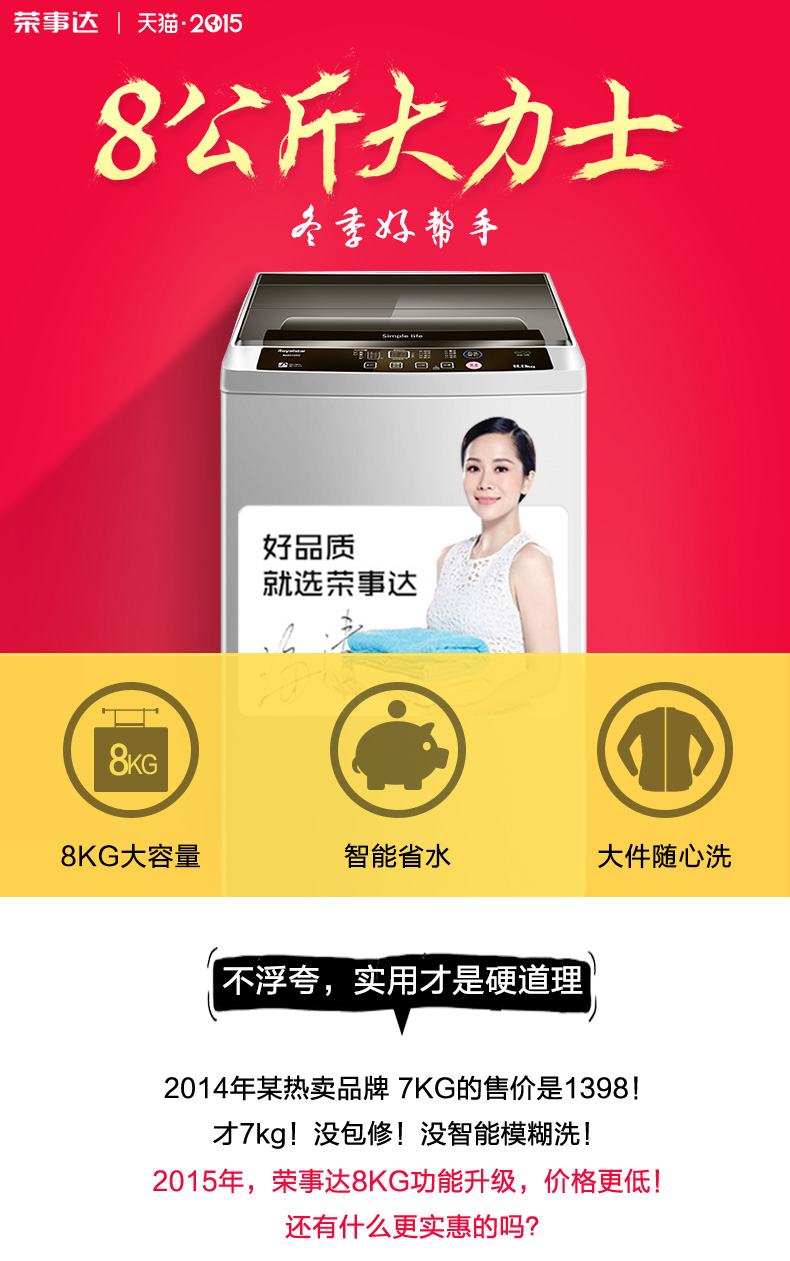 荣事达 | 天猫·2015
8公斤大力士
冬季好帮手
Simple life
Royalstar
8.0kg
好品质
就选荣事达
8KG
8KG大容量
智能省水
大件随心洗
不浮夸，实用才是硬道理
2014年某热卖品牌 7KG的售价是1398！
才7kg！没包修！没智能模糊洗！
2015年，荣事达8KG功能升级，价格更低！
还有什么更实惠的吗？